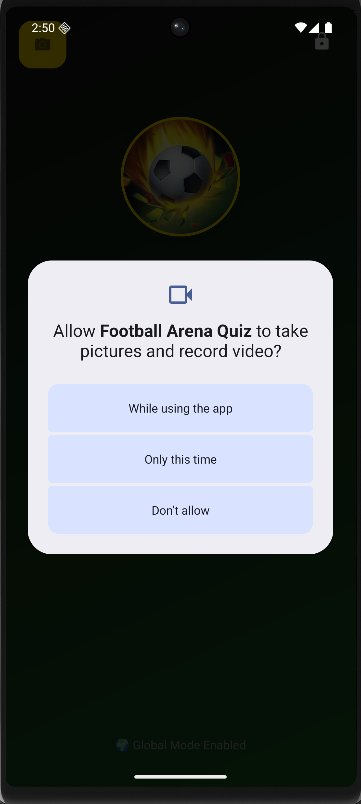 2:50
Allow Football Arena Quiz to take
pictures and record video?
While using the app
Only this time
Don't allow
🌍 Global Mode Enabled